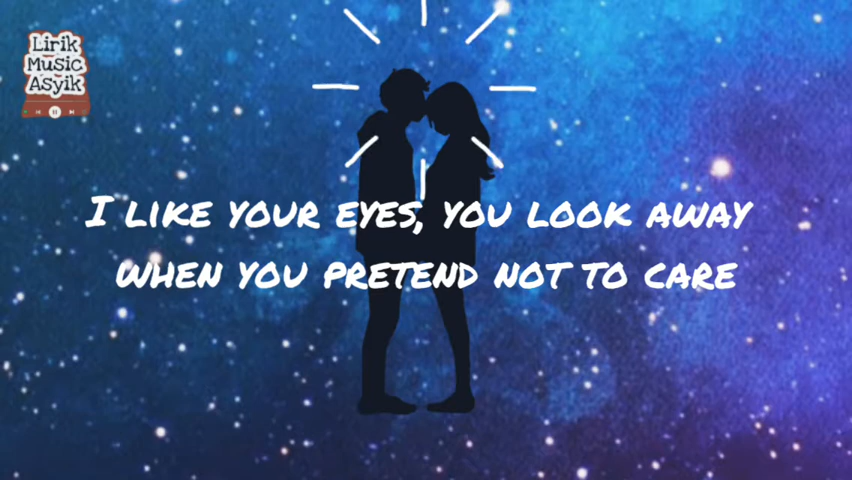 Lirik
Music
Asyik
I LIKE YOUR EYES, YOU LOOK AWAY
WHEN YOU PRETEND NOT TO CARE